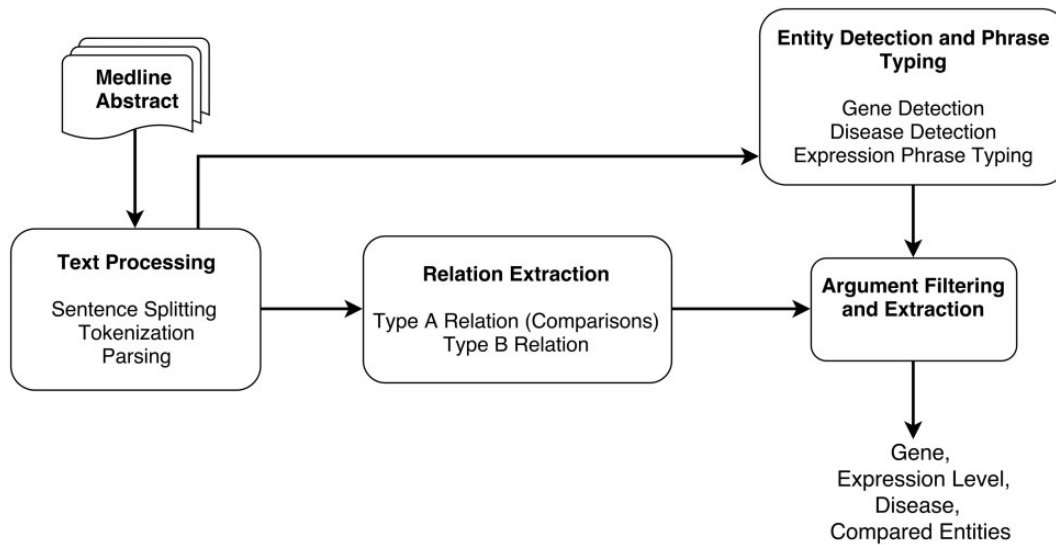 Medline
Abstract
Text Processing
Sentence Splitting
Tokenization
Parsing
Relation Extraction
Type A Relation (Comparisons)
Type B Relation
Entity Detection and Phrase
Typing
Gene Detection
Disease Detection
Expression Phrase Typing
Argument Filtering
and Extraction
Gene,
Expression Level,
Disease,
Compared Entities